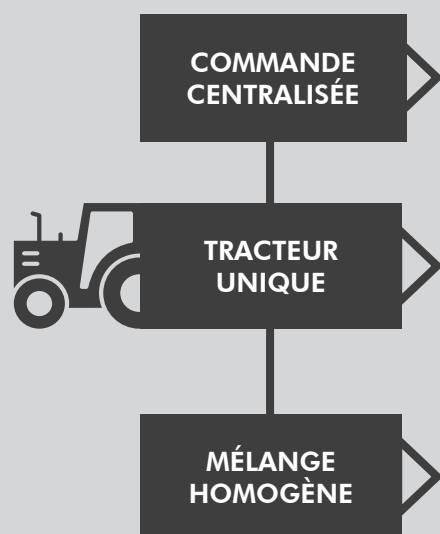 COMMANDE
CENTRALISÉE
TRACTEUR
UNIQUE
MÉLANGE
HOMOGÈNE